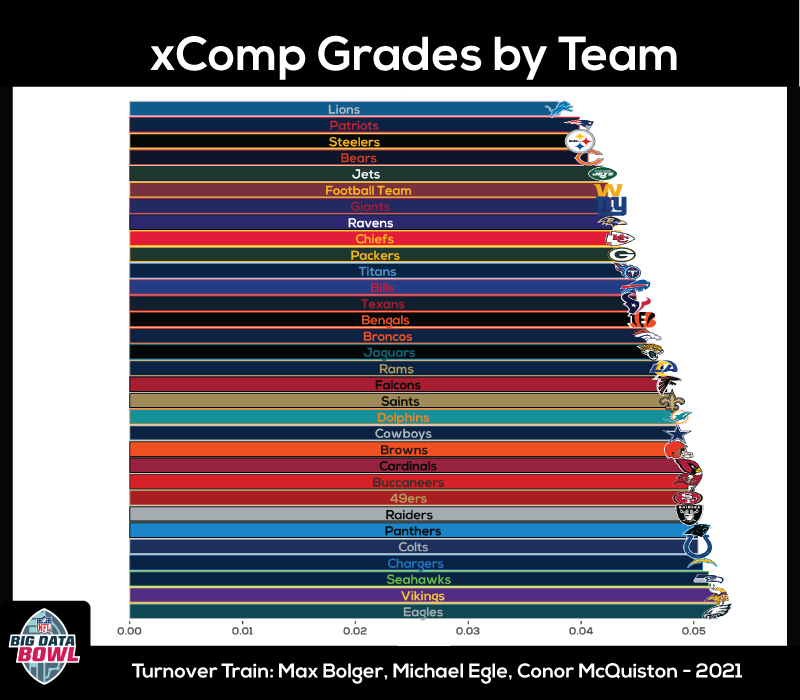 xComp Grades by Team
Lions
Patriots
Steelers
Bears
Jets
Football Team
Giants
Ravens
Chiefs
Packers
Titans
Bills
Texans
Bengals
Broncos
Jaguars
Rams
Falcons
Saints
Dolphins
Cowboys
Browns
Cardinals
Buccaneers
49ers
Raiders
Panthers
Colts
Chargers
Seahawks
Vikings
Eagles
0.00 0.01 0.02 0.03 0.04 0.05
NFL
BIG DATA
BOWL
Turnover Train: Max Bolger, Michael Egle, Conor McQuiston - 2021